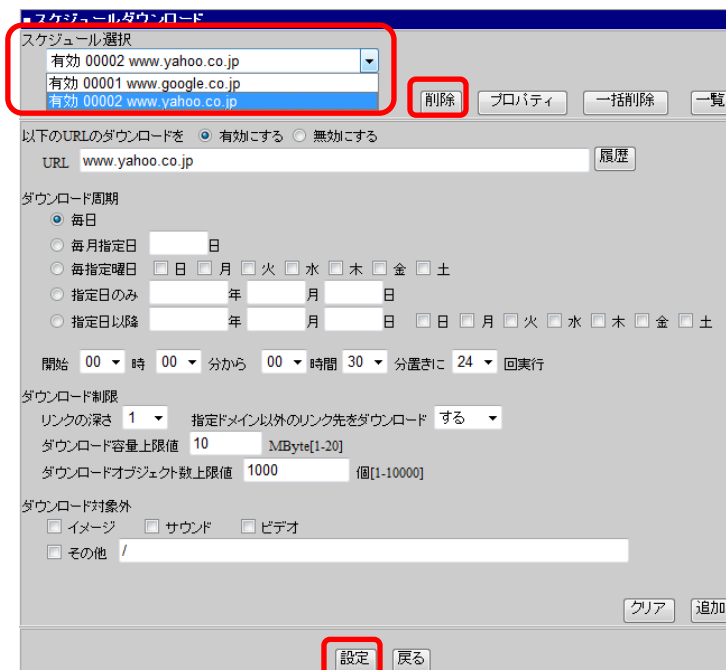 ■スケジュールダウンロード
スケジュール選択
有効 00002 www.yahoo.co.jp
有効 00001 www.google.co.jp
有効 00002 www.yahoo.co.jp
削除 プロパティ 一括削除 一覧
以下のURLのダウンロードを 有効にする 無効にする
URL www.yahoo.co.jp 履歴
ダウンロード周期
毎日
毎月指定日 日
毎指定曜日 日 月 火 水 木 金 土
指定日のみ 年 月 日
指定日以降 年 月 日 日 月 火 水 木 金 土
開始 00 時 00 分から 00 時間 30 分置きに 24 回実行
ダウンロード制限
リンクの深さ 1 指定ドメイン以外のリンク先をダウンロード する
ダウンロード容量上限値 10 MByte[1-20]
ダウンロードオブジェクト数上限値 1000 個[1-10000]
ダウンロード対象外
イメージ サウンド ビデオ
その他 /
クリア 追加
設定 戻る